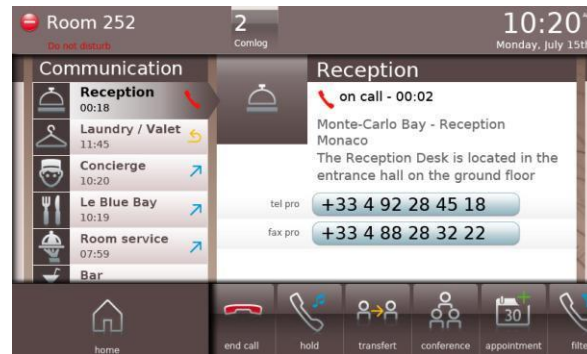 Room 252
Do not disturb
2
Comlog
10:20
Monday, July 15th
Communication
Reception
00:18
Laundry / Valet
11:45
Concierge
10:20
Le Blue Bay
10:19
Room service
07:59
Bar
Reception
on call - 00:02
Monte-Carlo Bay - Reception
Monaco
The Reception Desk is located in the
entrance hall on the ground floor
tel pro +33 4 92 28 45 18
fax pro +33 4 88 28 32 22
home
end call
hold
transfert
conference
30
appointment